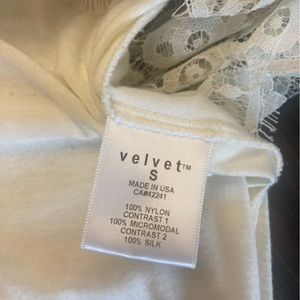 velvet™
S
MADE IN USA
CA#42241
100% NYLON
CONTRAST 1
100% MICROMODAL
CONTRAST 2
100% SILK